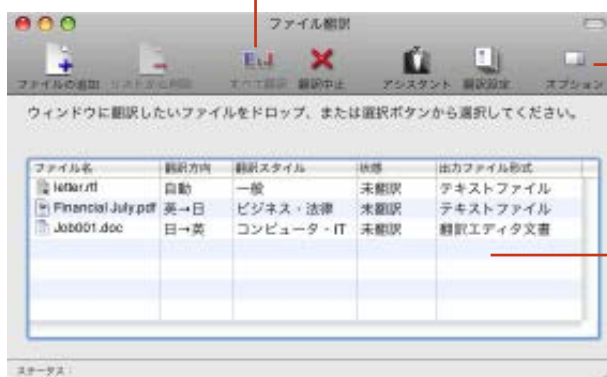 ファイル翻訳
ファイルの追加 リストから削除 すべて翻訳 翻訳中止 アシスタント 翻訳設定 オプション
ウィンドウに翻訳したいファイルをドロップ、または選択ボタンから選択してください。
ファイル名 翻訳方向 翻訳スタイル 状態 出力ファイル形式
letter.rtf 自動 一般 未翻訳 テキストファイル
Financial July.pdf 英→日 ビジネス・法律 未翻訳 テキストファイル
Job001.doc 日→英 コンピュータ・IT 未翻訳 翻訳エディタ文書
ステータス: